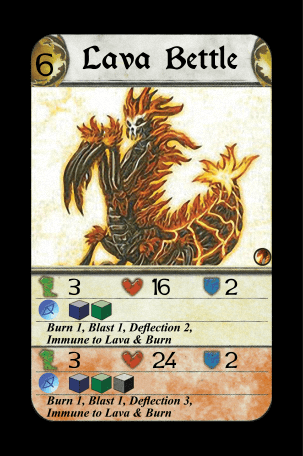 6 Lava Bettle
3 16 2
Burn 1, Blast 1, Deflection 2,
Immune to Lava & Burn
3 24 2
Burn 1, Blast 1, Deflection 3,
Immune to Lava & Burn